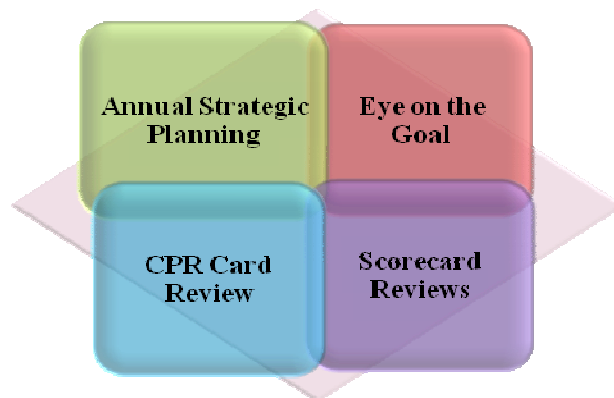 Annual Strategic
Planning
Eye on the
Goal
CPR Card
Review
Scorecard
Reviews